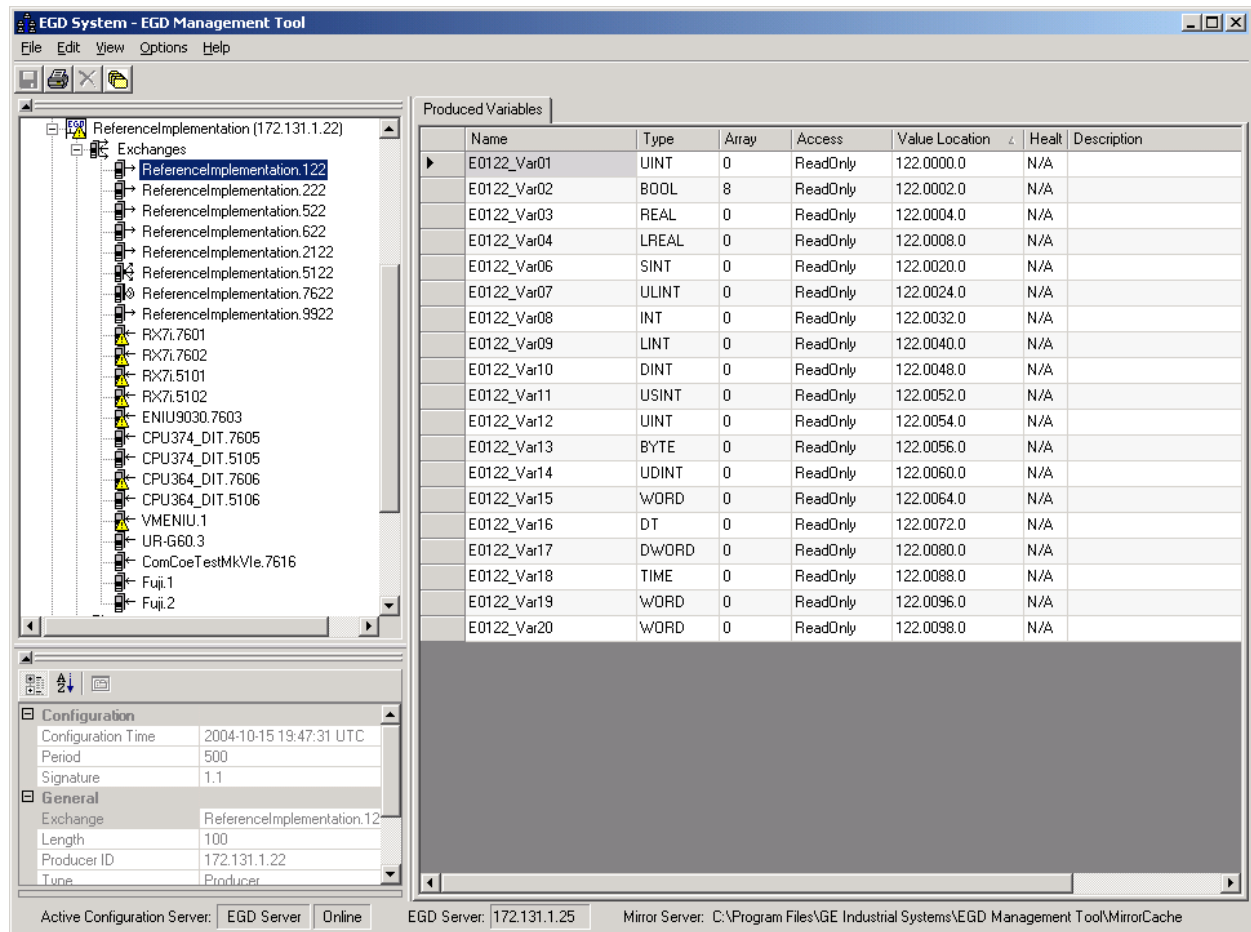 EGD System - EGD Management Tool
File Edit View Options Help
ReferenceImplementation (172.131.1.22)
Exchanges
ReferenceImplementation.122
ReferenceImplementation.222
ReferenceImplementation.522
ReferenceImplementation.622
ReferenceImplementation.2122
ReferenceImplementation.5122
ReferenceImplementation.7622
ReferenceImplementation.9922
RX7i.7601
RX7i.7602
RX7i.5101
RX7i.5102
ENIU9030.7603
CPU374_DIT.7605
CPU374_DIT.5105
CPU364_DIT.7606
CPU364_DIT.5106
VMENIU.1
UR-G60.3
ComCoeTestMkVIe.7616
Fuji.1
Fuji.2
Configuration
Configuration Time 2004-10-15 19:47:31 UTC
Period 500
Signature 1.1
General
Exchange ReferenceImplementation.12
Length 100
Producer ID 172.131.1.22
Type Producer
Produced Variables
Name Type Array Access Value Location Healt Description
E0122_Var01 UINT 0 ReadOnly 122.0000.0 N/A
E0122_Var02 BOOL 8 ReadOnly 122.0002.0 N/A
E0122_Var03 REAL 0 ReadOnly 122.0004.0 N/A
E0122_Var04 LREAL 0 ReadOnly 122.0008.0 N/A
E0122_Var06 SINT 0 ReadOnly 122.0020.0 N/A
E0122_Var07 ULINT 0 ReadOnly 122.0024.0 N/A
E0122_Var08 INT 0 ReadOnly 122.0032.0 N/A
E0122_Var09 LINT 0 ReadOnly 122.0040.0 N/A
E0122_Var10 DINT 0 ReadOnly 122.0048.0 N/A
E0122_Var11 USINT 0 ReadOnly 122.0052.0 N/A
E0122_Var12 UINT 0 ReadOnly 122.0054.0 N/A
E0122_Var13 BYTE 0 ReadOnly 122.0056.0 N/A
E0122_Var14 UDINT 0 ReadOnly 122.0060.0 N/A
E0122_Var15 WORD 0 ReadOnly 122.0064.0 N/A
E0122_Var16 DT 0 ReadOnly 122.0072.0 N/A
E0122_Var17 DWORD 0 ReadOnly 122.0080.0 N/A
E0122_Var18 TIME 0 ReadOnly 122.0088.0 N/A
E0122_Var19 WORD 0 ReadOnly 122.0096.0 N/A
E0122_Var20 WORD 0 ReadOnly 122.0098.0 N/A
Active Configuration Server: EGD Server Online EGD Server: 172.131.1.25 Mirror Server: C:\Program Files\GE Industrial Systems\EGD Management Tool\MirrorCache